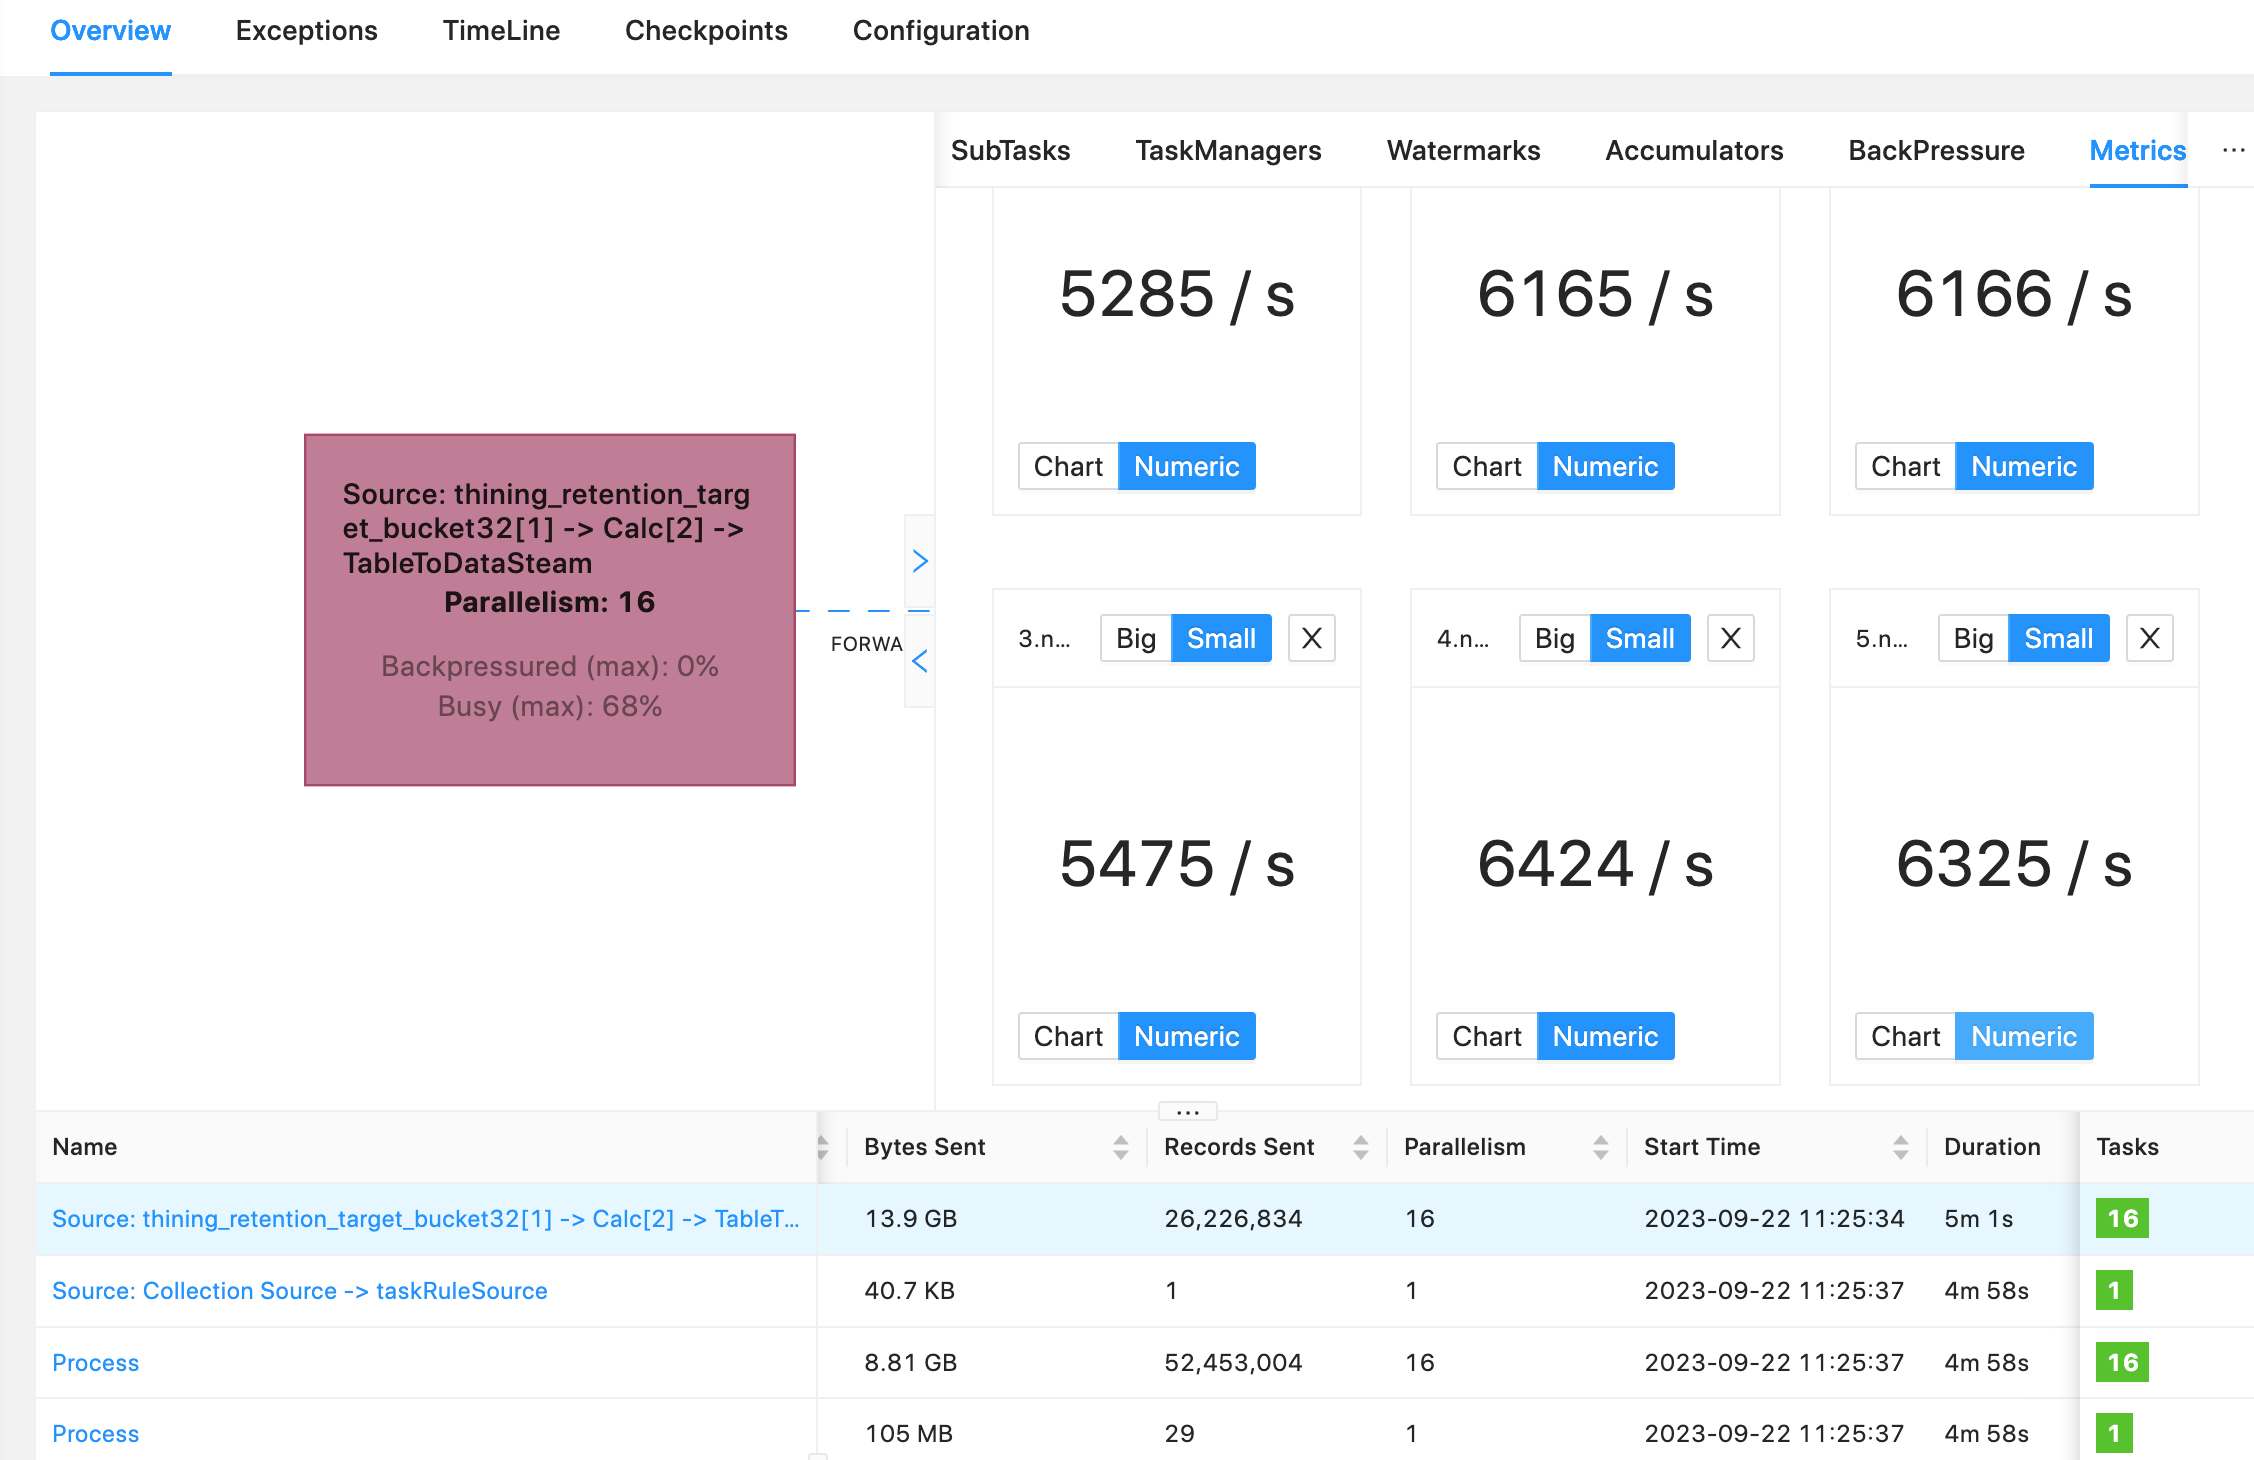 Overview Exceptions TimeLine Checkpoints Configuration
SubTasks TaskManagers Watermarks Accumulators BackPressure Metrics ...
5285 / s 6165 / s 6166 / s
Chart Numeric Chart Numeric Chart Numeric
Source: thining_retention_targ
et_bucket32[1] -> Calc[2] ->
TableToDataSteam
Parallelism: 16
Backpressured (max): 0%
Busy (max): 68%
FORWA
3.n... Big Small X 4.n... Big Small X 5.n... Big Small X
5475 / s 6424 / s 6325 / s
Chart Numeric Chart Numeric Chart Numeric
...
Name Bytes Sent Records Sent Parallelism Start Time Duration Tasks
Source: thining_retention_target_bucket32[1] -> Calc[2] -> TableT... 13.9 GB 26,226,834 16 2023-09-22 11:25:34 5m 1s 16
Source: Collection Source -> taskRuleSource 40.7 KB 1 1 2023-09-22 11:25:37 4m 58s 1
Process 8.81 GB 52,453,004 16 2023-09-22 11:25:37 4m 58s 16
Process 105 MB 29 1 2023-09-22 11:25:37 4m 58s 1